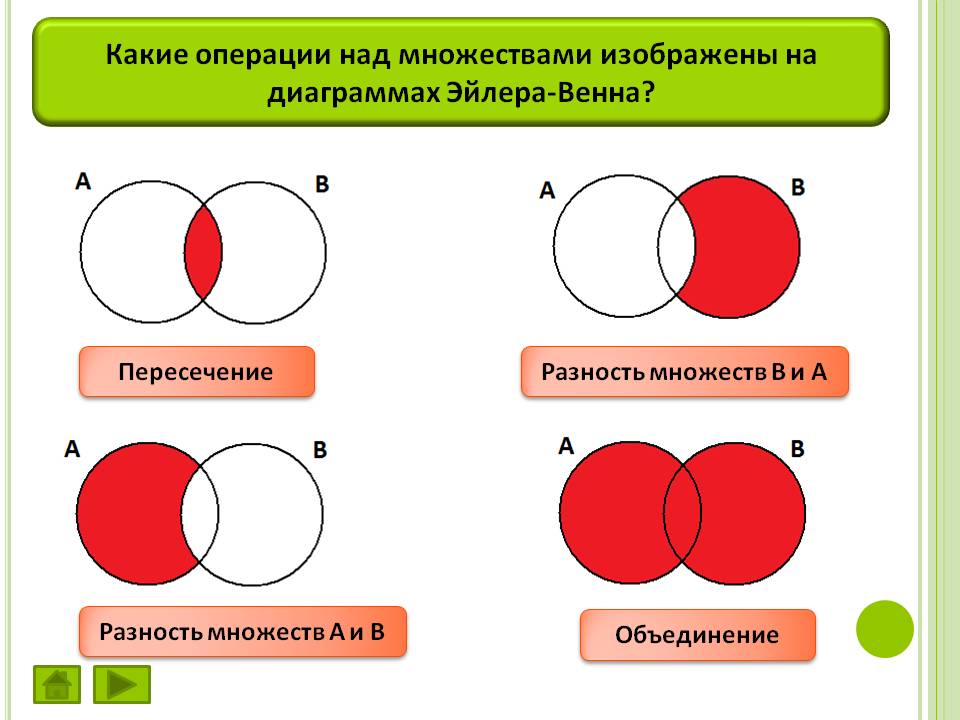 Какие операции над множествами изображены на
диаграммах Эйлера-Венна?
А
В
А
В
Пересечение
Разность множеств В и А
А
В
А
В
Разность множеств А и В
Объединение